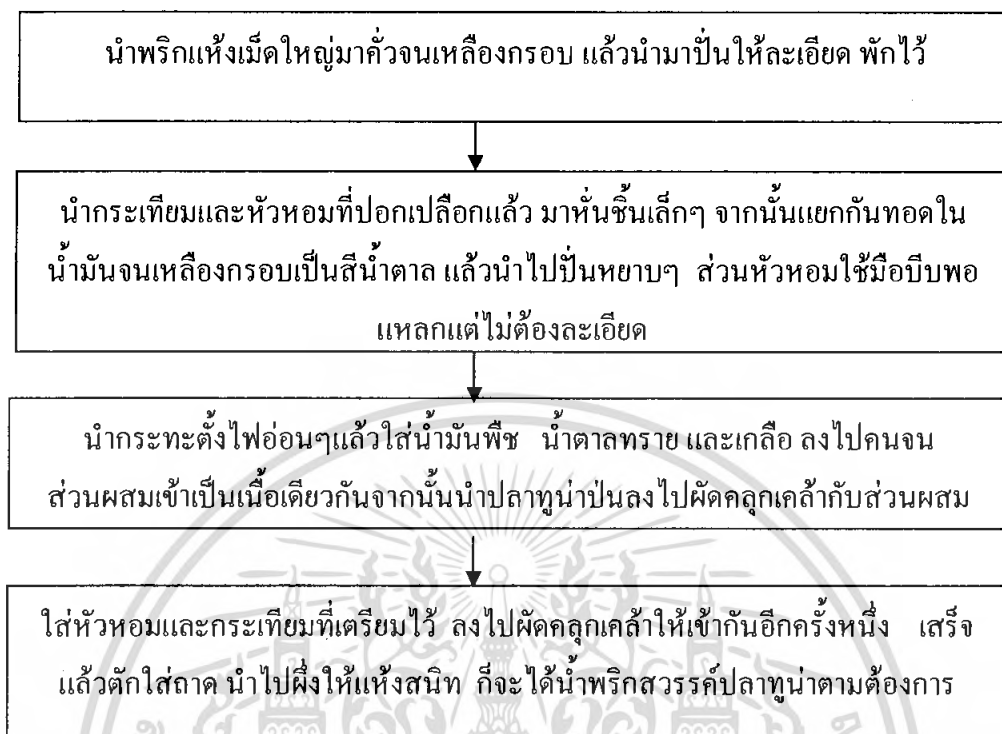 นำพริกแห้งเม็ดใหญ่มาคั่วจนเหลืองกรอบ แล้วนำมาปั่นให้ละเอียด พักไว้
นำกระเทียมและหัวหอมที่ปอกเปลือกแล้ว มาหั่นชิ้นเล็กๆ จากนั้นแยกกันทอดใน
น้ำมันจนเหลืองกรอบเป็นสีน้ำตาล แล้วนำไปปั่นหยาบๆ ส่วนหัวหอมใช้มือบีบพอ
แหลกแต่ไม่ต้องละเอียด
นำกระทะตั้งไฟอ่อนๆแล้วใส่น้ำมันพืช น้ำตาลทราย และเกลือ ลงไปคนจน
ส่วนผสมเข้าเป็นเนื้อเดียวกันจากนั้นนำปลาทูน่าป่นลงไปผัดคลุกเคล้ากับส่วนผสม
ใส่หัวหอมและกระเทียมที่เตรียมไว้ ลงไปผัดคลุกเคล้าให้เข้ากันอีกครั้งหนึ่ง เสร็จ
แล้วตักใส่ถาด นำไปผึ่งให้แห้งสนิท ก็จะได้น้ำพริกสวรรค์ปลาทูน่าตามต้องการ